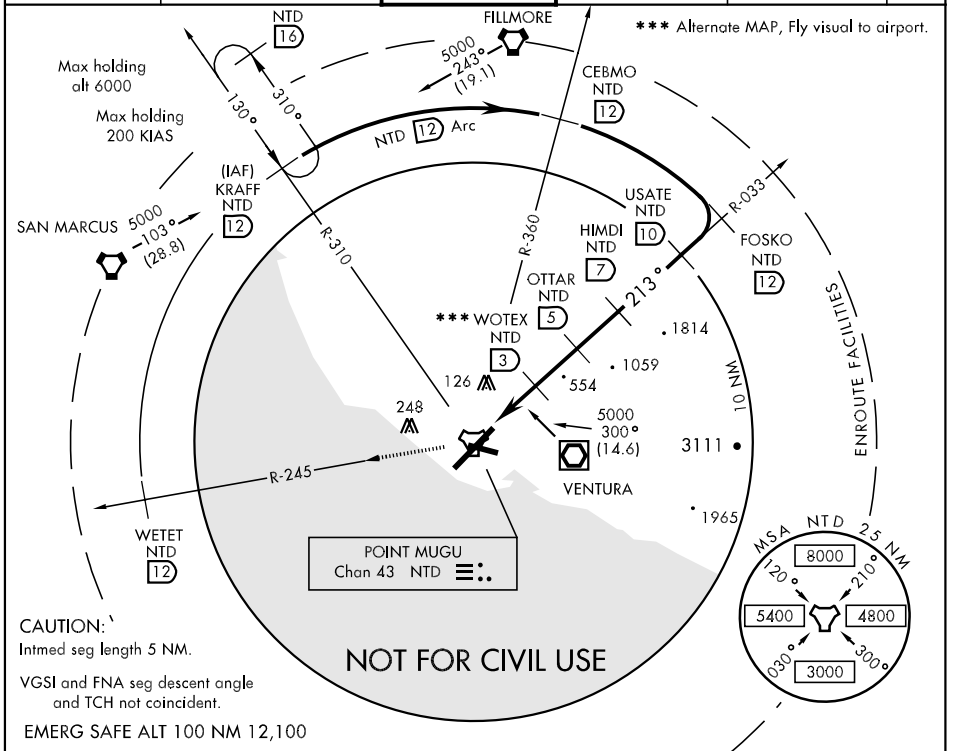 NTD
16
FILLMORE
*** Alternate MAP, Fly visual to airport.
5000
243°
(19.1)
Max holding
alt 6000
Max holding
200 KIAS
130°
310°
CEBMO
NTD
12
NTD 12 Arc
(IAF)
KRAFF
NTD
12
SAN MARCUS
5000
103°
(28.8)
R-310
R-360
USATE
NTD
10
R-033
HIMDI
NTD
7
FOSKO
NTD
12
OTTAR
NTD
5
213°
*** WOTEX
NTD
3
1814
1059
554
126
248
10 NM
ENROUTE FACILITIES
5000
300°
(14.6)
3111
VENTURA
R-245
1965
WETET
NTD
12
POINT MUGU
Chan 43 NTD
MSA NTD 25 NM
8000
120°
210°
5400
4800
030°
300°
3000
CAUTION:
Intmed seg length 5 NM.
VGSI and FNA seg descent angle
and TCH not coincident.
EMERG SAFE ALT 100 NM 12,100
NOT FOR CIVIL USE